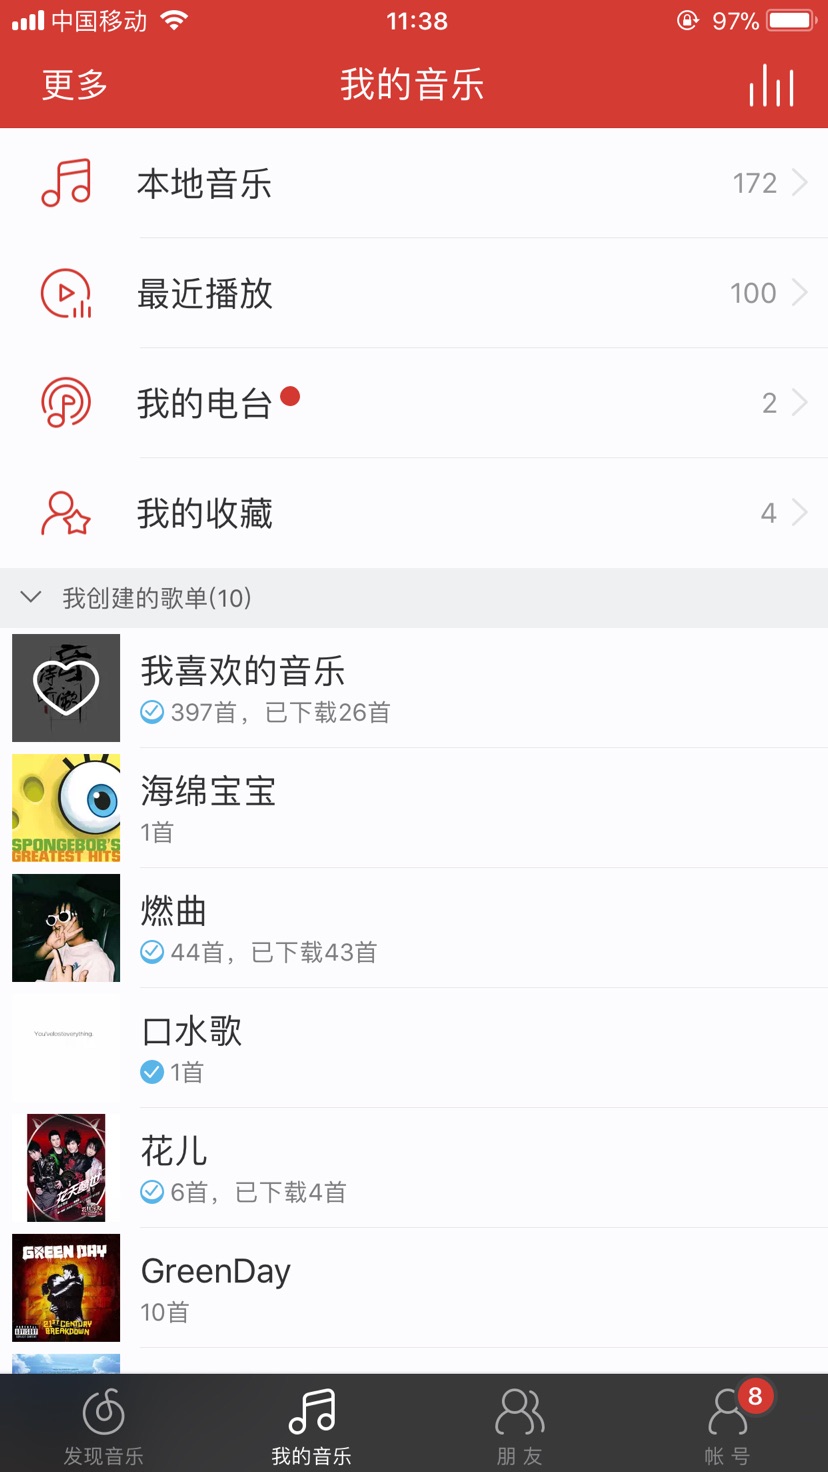 中国移动 11:38 97%
更多 我的音乐
本地音乐 172
最近播放 100
我的电台 2
我的收藏 4
我创建的歌单(10)
我喜欢的音乐
397首，已下载26首
海绵宝宝
1首
SPONGEBOB'S
GREATEST HITS
燃曲
44首，已下载43首
口水歌
1首
花儿
6首，已下载4首
GREEN DAY
21st CENTURY
BREAKDOWN
GreenDay
10首
8
发现音乐 我的音乐 朋友 帐号